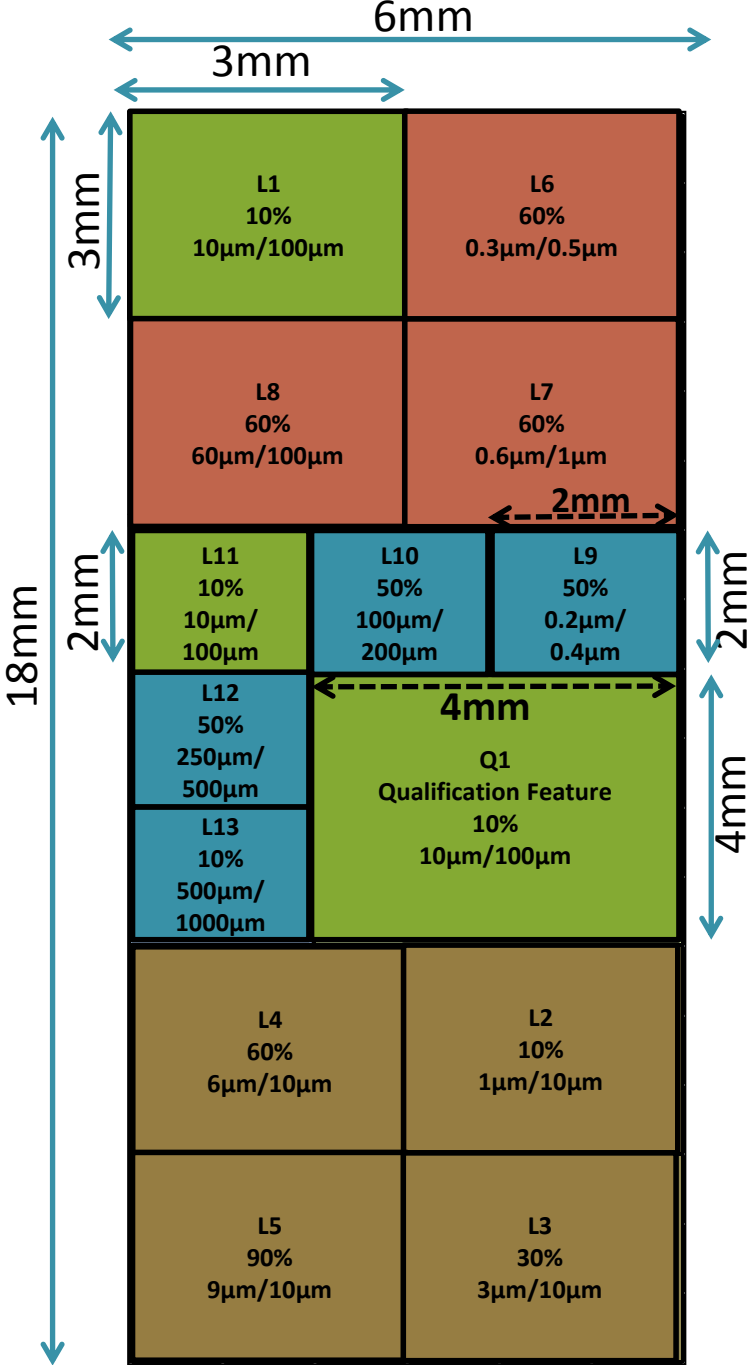 6mm
3mm
3mm
18mm
L1
10%
10μm/100μm
L6
60%
0.3μm/0.5μm
L8
60%
60μm/100μm
L7
60%
0.6μm/1μm
2mm
2mm
L11
10%
10μm/
100μm
L10
50%
100μm/
200μm
L9
50%
0.2μm/
0.4μm
2mm
L12
50%
250μm/
500μm
4mm
Q1
Qualification Feature
10%
10μm/100μm
4mm
L13
10%
500μm/
1000μm
L4
60%
6μm/10μm
L2
10%
1μm/10μm
L5
90%
9μm/10μm
L3
30%
3μm/10μm